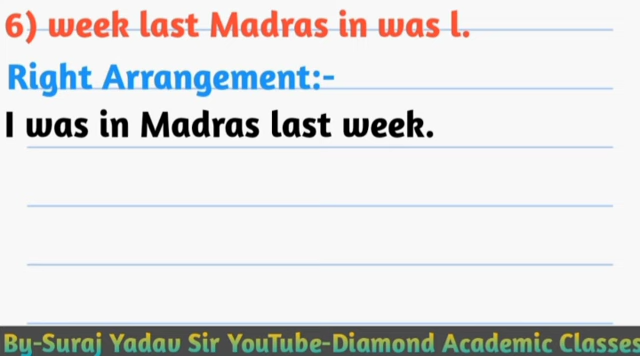 6) week last Madras in was l.
Right Arrangement:-
I was in Madras last week.
By-Suraj Yadav Sir YouTube-Diamond Academic Classes